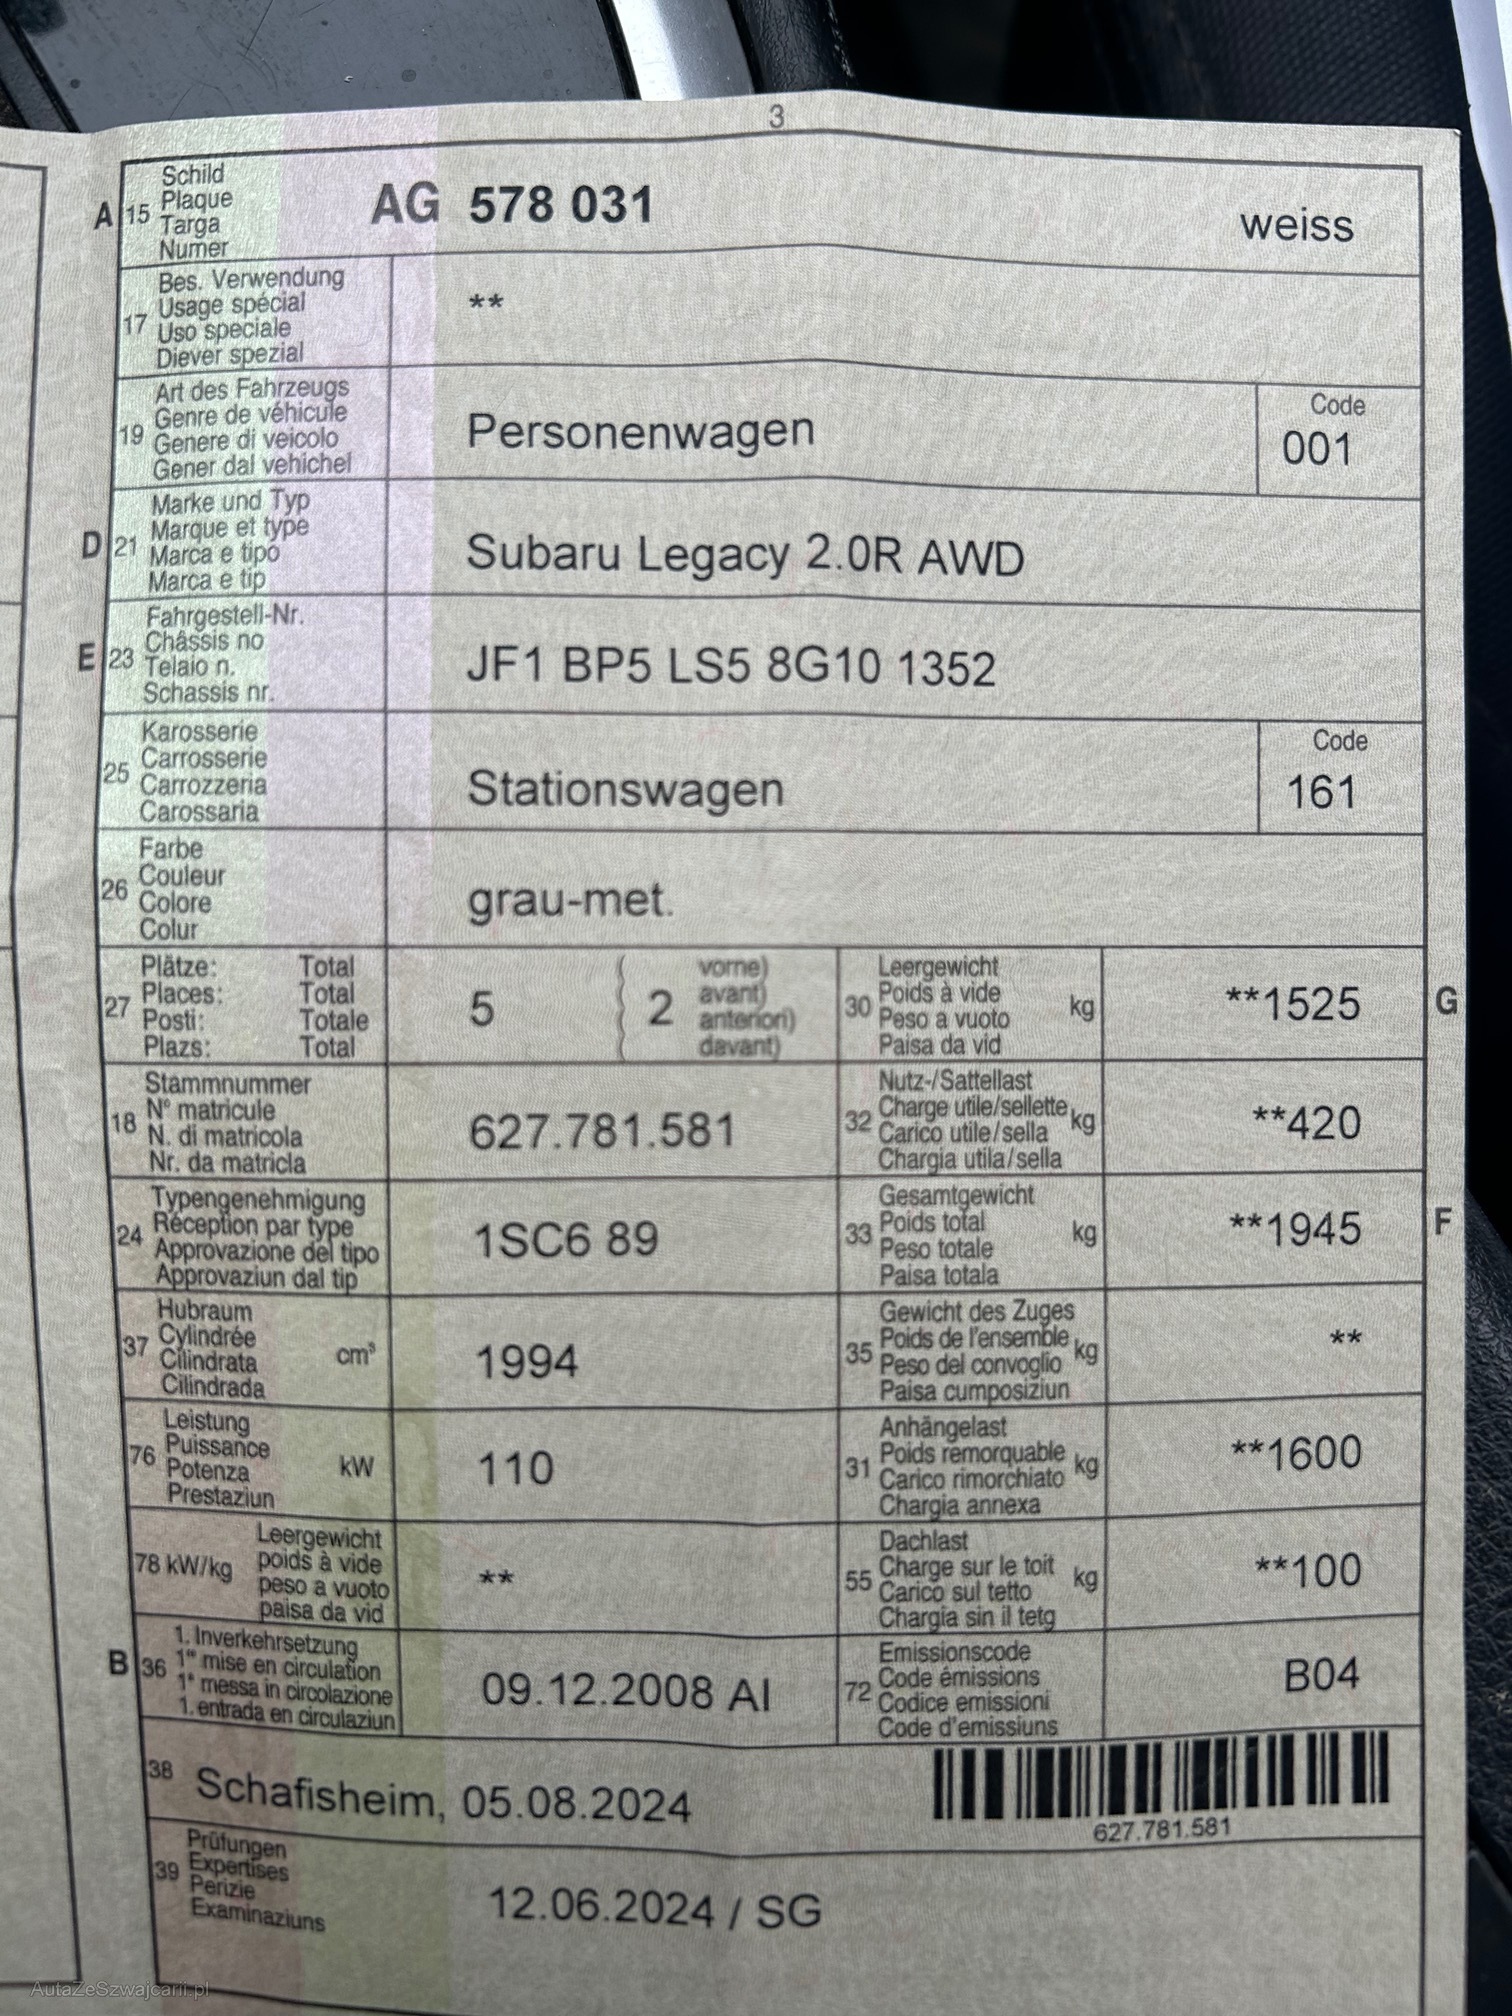 3
A 15 Schild
Plaque
Targa
Numer
AG 578 031 weiss
17 Bes. Verwendung
Usage spécial
Uso speciale
Diever spezial
**
19 Art des Fahrzeugs
Genre de véhicule
Genere di veicolo
Gener dal vehichel
Personenwagen
Code
001
D 21 Marke und Typ
Marque et type
Marca e tipo
Marca e tip
Subaru Legacy 2.0R AWD
E 23 Fahrgestell-Nr.
Châssis no
Telaio n.
Schassis nr.
JF1 BP5 LS5 8G10 1352
25 Karosserie
Carrosserie
Carrozzeria
Carossaria
Stationswagen
Code
161
26 Farbe
Couleur
Colore
Colur
grau-met.
27 Plätze: Total
Places: Total
Posti: Totale
Plazs: Total
5 ( 2 vorne)
avant)
anteriori)
davant)
30 Leergewicht
Poids à vide
Peso a vuoto
Paisa da vid
kg
**1525
G
18 Stammnummer
N° matricule
N. di matricola
Nr. da matricla
627.781.581
32 Nutz-/Sattellast
Charge utile/sellette
Carico utile/sella
Chargia utila/sella
kg
**420
24 Typengenehmigung
Réception par type
Approvazione del tipo
Approvaziun dal tip
1SC6 89
33 Gesamtgewicht
Poids total
Peso totale
Paisa totala
kg
**1945
F
37 Hubraum
Cylindrée
Cilindrata
Cilindrada
cm³
1994
35 Gewicht des Zuges
Poids de l'ensemble
Peso del convoglio
Paisa cumposiziun
kg
**
76 Leistung
Puissance
Potenza
Prestaziun
kW
110
31 Anhängelast
Poids remorquable
Carico rimorchiato
Chargia annexa
kg
**1600
78 kW/kg Leergewicht
poids à vide
peso a vuoto
paisa da vid
**
55 Dachlast
Charge sur le toit
Carico sul tetto
Chargia sin il tetg
kg
**100
B 36 1. Inverkehrsetzung
1re mise en circulation
1a messa in circolazione
1. entrada en circulaziun
09.12.2008 AI
72 Emissionscode
Code émissions
Codice emissioni
Code d'emissiuns
B04
38 Schafisheim, 05.08.2024
627.781.581
39 Prüfungen
Expertises
Perizie
Examinaziuns
12.06.2024 / SG
AutaZeSzwajcarii.pl